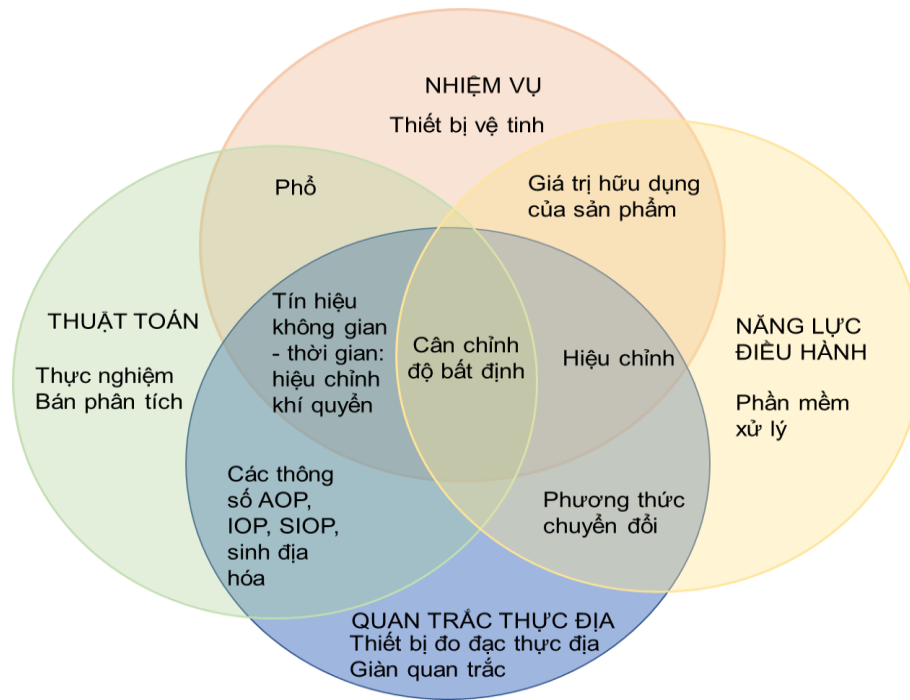 NHIỆM VỤ
Thiết bị vệ tinh
Phổ
Giá trị hữu dụng
của sản phẩm
THUẬT TOÁN
Thực nghiệm
Bán phân tích
Tín hiệu
không gian
- thời gian:
hiệu chỉnh
khí quyển
Cân chỉnh
độ bất định
Hiệu chỉnh
NĂNG LỰC
ĐIỀU HÀNH
Phần mềm
xử lý
Các thông
số AOP,
IOP, SIOP,
sinh địa
hóa
Phương thức
chuyển đổi
QUAN TRẮC THỰC ĐỊA
Thiết bị đo đạc thực địa
Giàn quan trắc